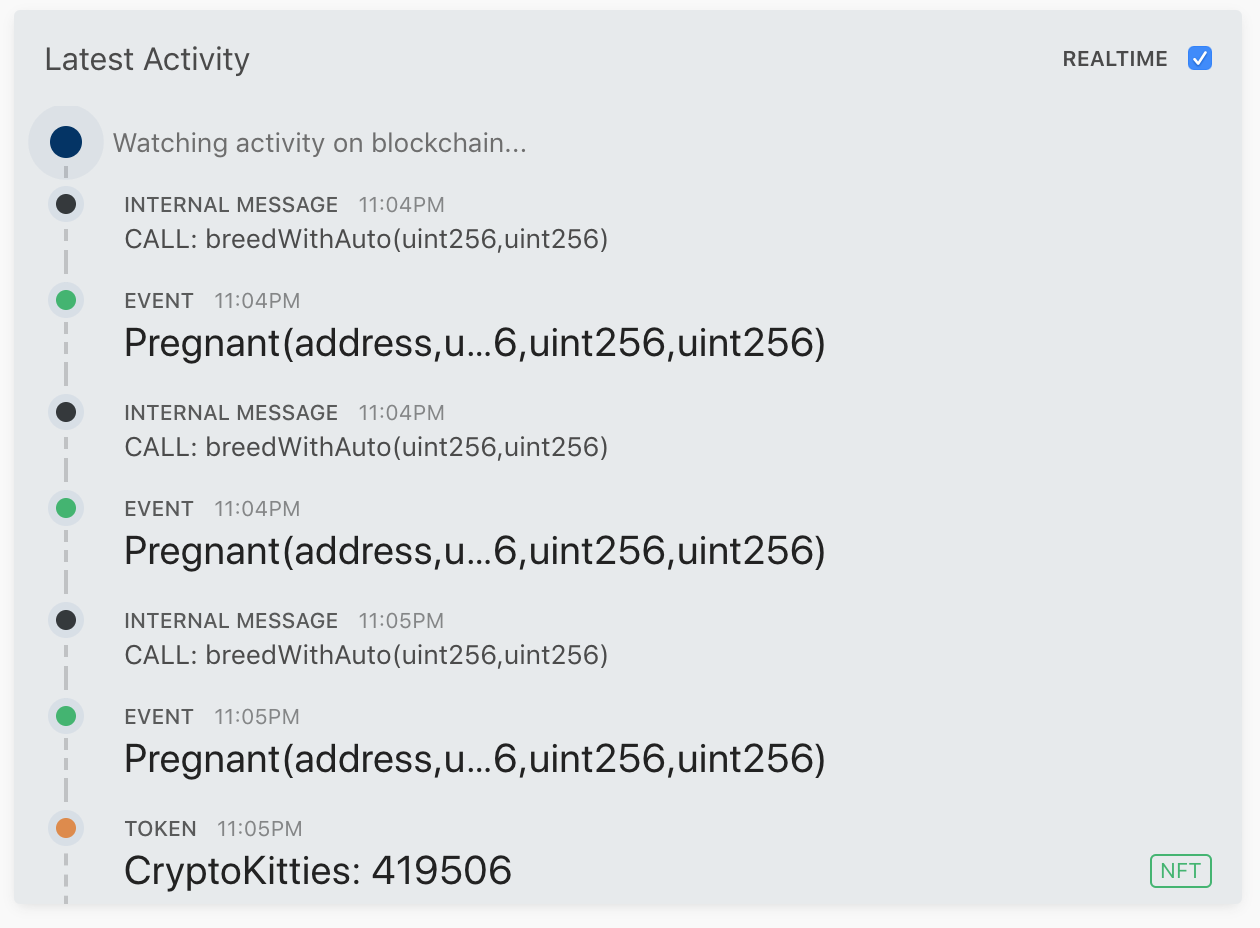 Latest Activity REALTIME
Watching activity on blockchain...
INTERNAL MESSAGE 11:04PM
CALL: breedWithAuto(uint256,uint256)
EVENT 11:04PM
Pregnant(address,u...6,uint256,uint256)
INTERNAL MESSAGE 11:04PM
CALL: breedWithAuto(uint256,uint256)
EVENT 11:04PM
Pregnant(address,u...6,uint256,uint256)
INTERNAL MESSAGE 11:05PM
CALL: breedWithAuto(uint256,uint256)
EVENT 11:05PM
Pregnant(address,u...6,uint256,uint256)
TOKEN 11:05PM
CryptoKitties: 419506 NFT